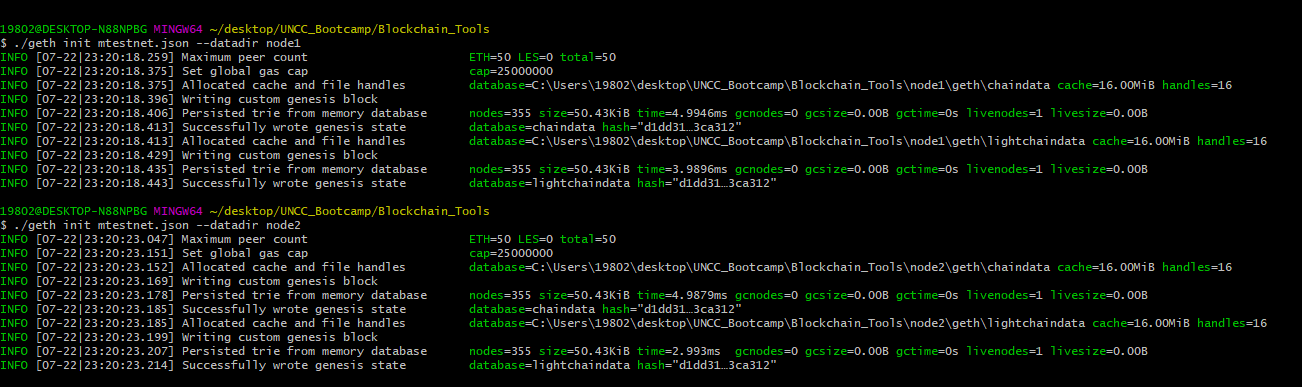 19802@DESKTOP-N88NPBG MINGW64 ~/desktop/UNCC_Bootcamp/Blockchain_Tools
$ ./geth init mtestnet.json --datadir node1
INFO [07-22|23:20:18.259] Maximum peer count                       ETH=50 LES=0 total=50
INFO [07-22|23:20:18.375] Set global gas cap                       cap=25000000
INFO [07-22|23:20:18.375] Allocated cache and file handles         database=C:\Users\19802\desktop\UNCC_Bootcamp\Blockchain_Tools\node1\geth\chaindata cache=16.00MiB handles=16
INFO [07-22|23:20:18.396] Writing custom genesis block
INFO [07-22|23:20:18.406] Persisted trie from memory database      nodes=355 size=50.43KiB time=4.9946ms gcnodes=0 gcsize=0.00B gctime=0s livenodes=1 livesize=0.00B
INFO [07-22|23:20:18.413] Successfully wrote genesis state         database=chaindata hash="d1dd31…3ca312"
INFO [07-22|23:20:18.413] Allocated cache and file handles         database=C:\Users\19802\desktop\UNCC_Bootcamp\Blockchain_Tools\node1\geth\lightchaindata cache=16.00MiB handles=16
INFO [07-22|23:20:18.429] Writing custom genesis block
INFO [07-22|23:20:18.435] Persisted trie from memory database      nodes=355 size=50.43KiB time=3.9896ms gcnodes=0 gcsize=0.00B gctime=0s livenodes=1 livesize=0.00B
INFO [07-22|23:20:18.443] Successfully wrote genesis state         database=lightchaindata hash="d1dd31…3ca312"
19802@DESKTOP-N88NPBG MINGW64 ~/desktop/UNCC_Bootcamp/Blockchain_Tools
$ ./geth init mtestnet.json --datadir node2
INFO [07-22|23:20:23.047] Maximum peer count                       ETH=50 LES=0 total=50
INFO [07-22|23:20:23.151] Set global gas cap                       cap=25000000
INFO [07-22|23:20:23.152] Allocated cache and file handles         database=C:\Users\19802\desktop\UNCC_Bootcamp\Blockchain_Tools\node2\geth\chaindata cache=16.00MiB handles=16
INFO [07-22|23:20:23.169] Writing custom genesis block
INFO [07-22|23:20:23.178] Persisted trie from memory database      nodes=355 size=50.43KiB time=4.9879ms gcnodes=0 gcsize=0.00B gctime=0s livenodes=1 livesize=0.00B
INFO [07-22|23:20:23.185] Successfully wrote genesis state         database=chaindata hash="d1dd31…3ca312"
INFO [07-22|23:20:23.185] Allocated cache and file handles         database=C:\Users\19802\desktop\UNCC_Bootcamp\Blockchain_Tools\node2\geth\lightchaindata cache=16.00MiB handles=16
INFO [07-22|23:20:23.199] Writing custom genesis block
INFO [07-22|23:20:23.207] Persisted trie from memory database      nodes=355 size=50.43KiB time=2.993ms  gcnodes=0 gcsize=0.00B gctime=0s livenodes=1 livesize=0.00B
INFO [07-22|23:20:23.214] Successfully wrote genesis state         database=lightchaindata hash="d1dd31…3ca312"